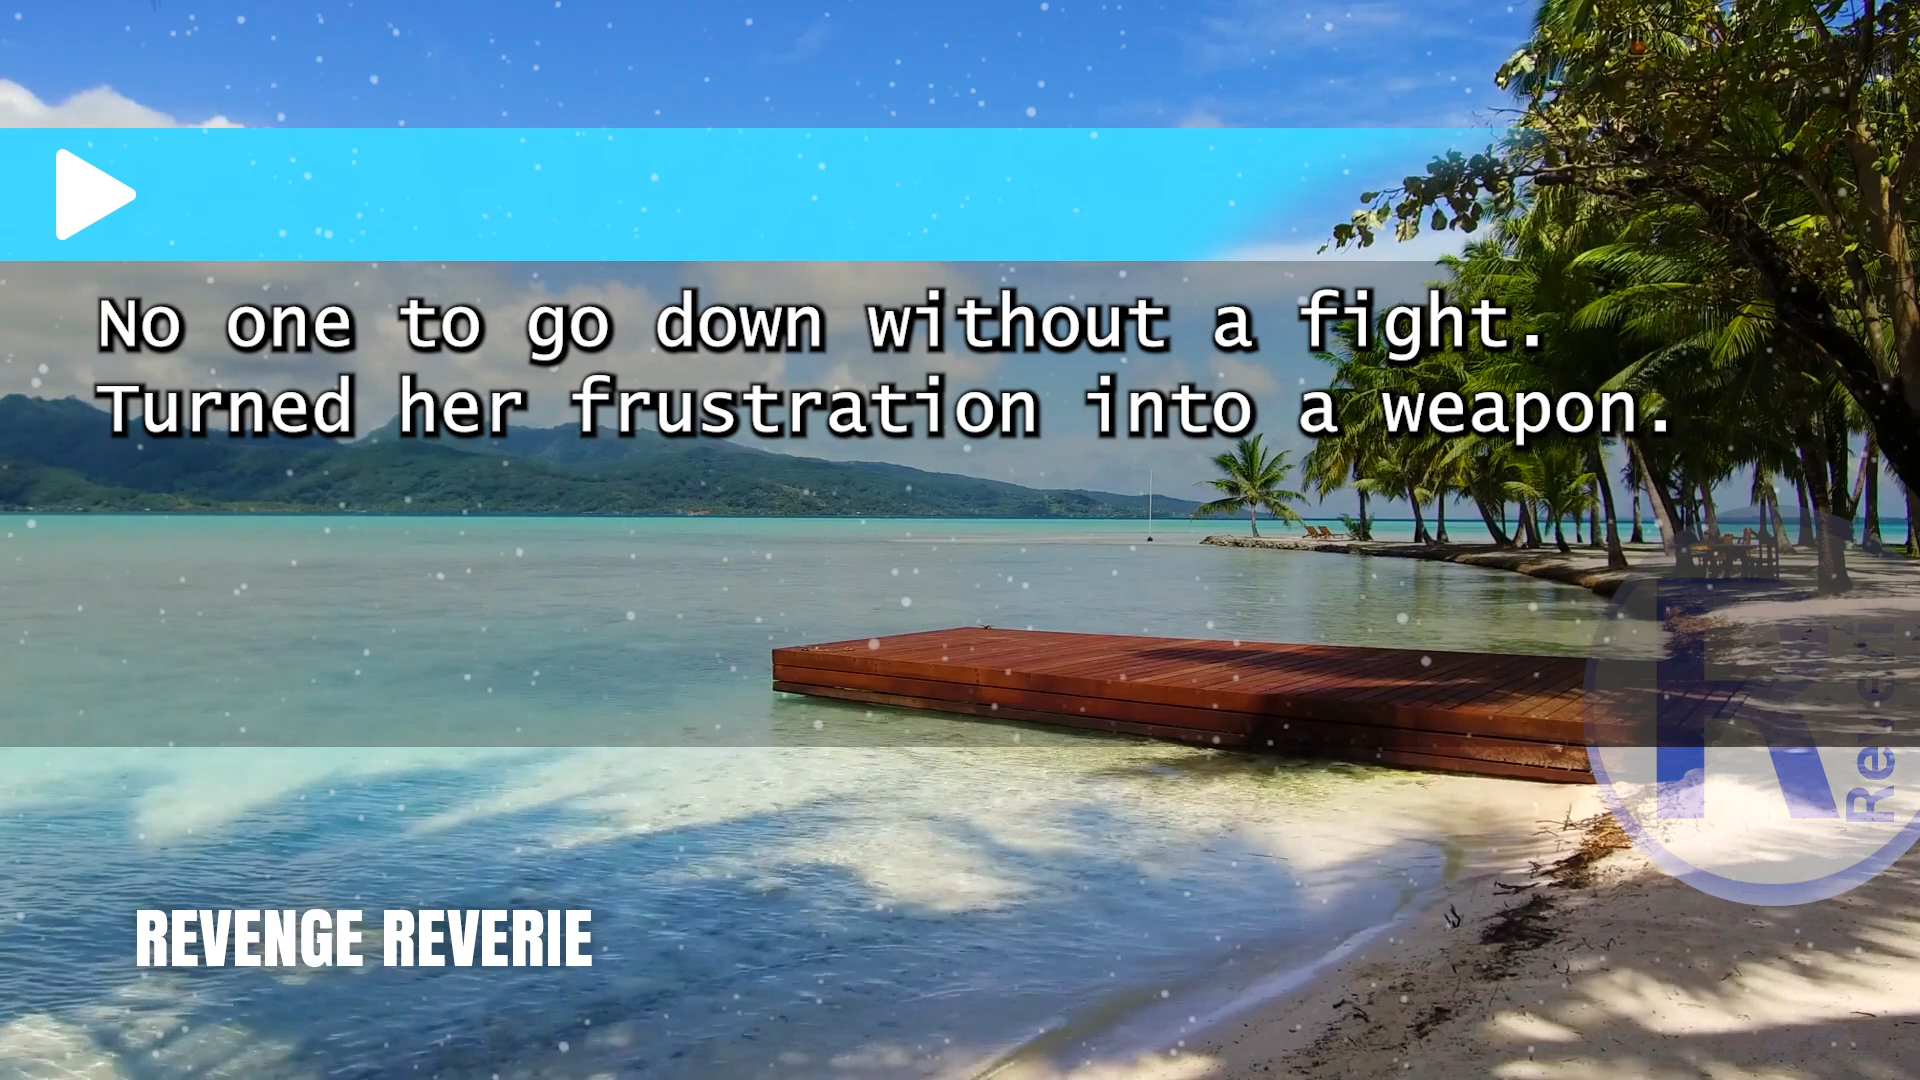 No one to go down without a fight.
Turned her frustration into a weapon.
R
REVENGE REVERIE